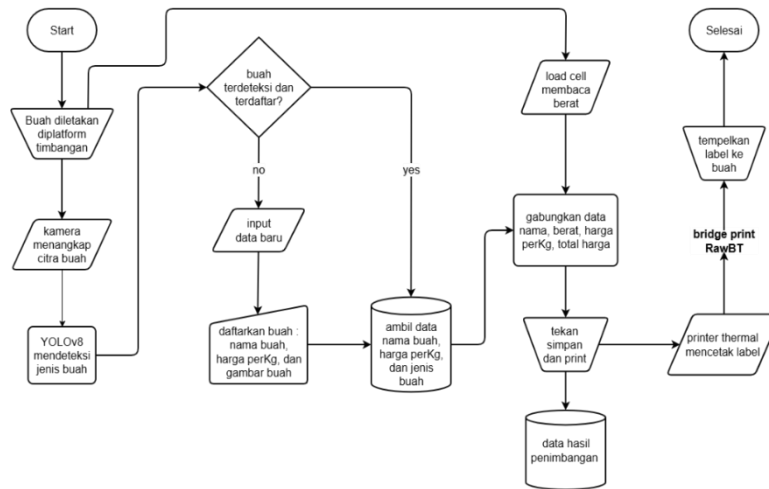 Start
Buah diletakan
diplatform
timbangan
kamera
menangkap
citra buah
YOLOv8
mendeteksi
jenis buah
buah
terdeteksi dan
terdaftar?
no
yes
input
data baru
daftarkan buah :
nama buah,
harga perKg, dan
gambar buah
ambil data
nama buah,
harga perKg,
dan jenis
buah
load cell
membaca
berat
gabungkan data
nama, berat, harga
perKg, total harga
tekan
simpan
dan print
data hasil
penimbangan
printer thermal
mencetak label
bridge print
RawBT
tempelkan
label ke
buah
Selesai